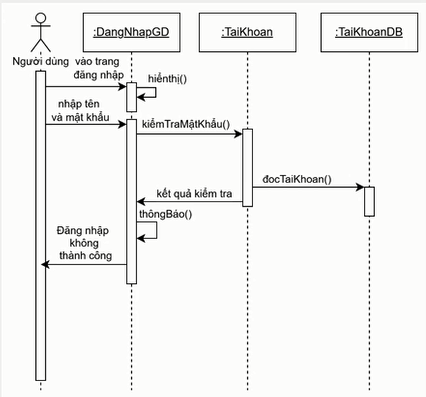 :DangNhapGD
:TaiKhoan
:TaiKhoanDB
Người dùng
vào trang
đăng nhập
hiểnthị()
nhập tên
và mật khẩu
kiểmTraMậtKhẩu()
đocTaiKhoan()
kết quả kiểm tra
thôngBáo()
Đăng nhập
không
thành công